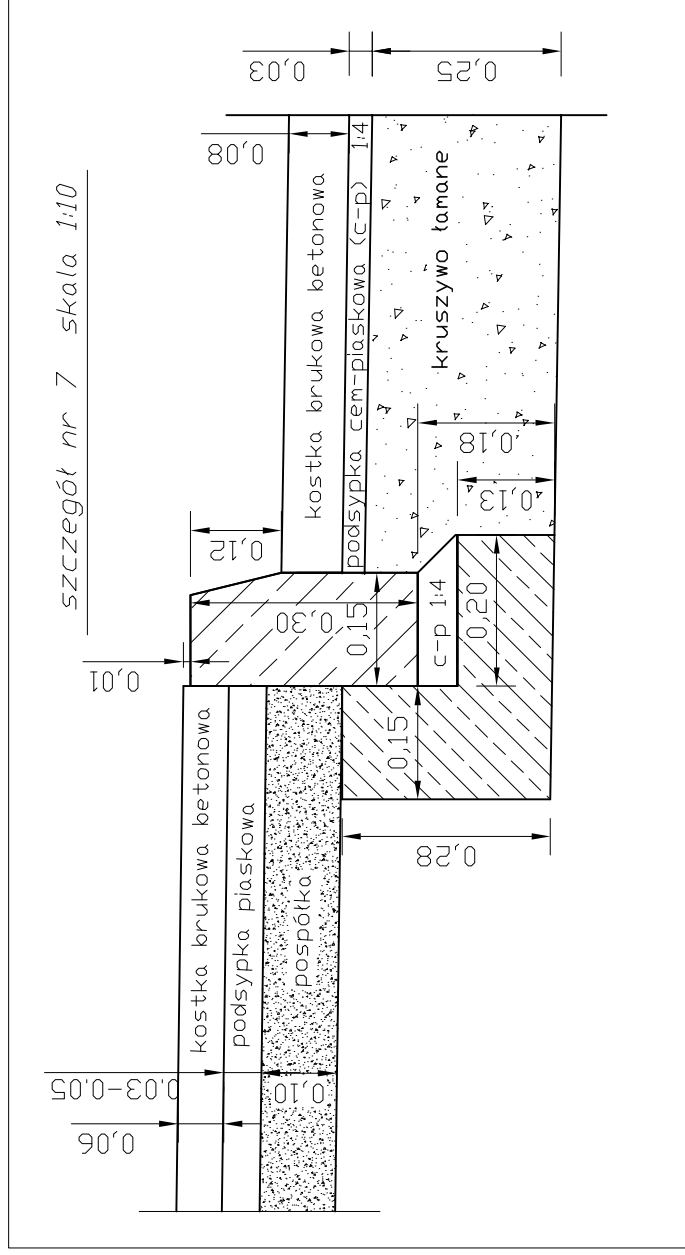 szczegół nr 7   skala 1:10
0,01
0,12
0,08
0,03
0,25
kostka brukowa betonowa
podsypka piaskowa
pospółka
0,06
0.03-0.05
0,10
0,30
0,15
c-p 1:4
0,20
0,15
0,28
kostka brukowa betonowa
podsypka cem-piaskowa (c-p) 1:4
kruszywo łamane
0,18
0,13